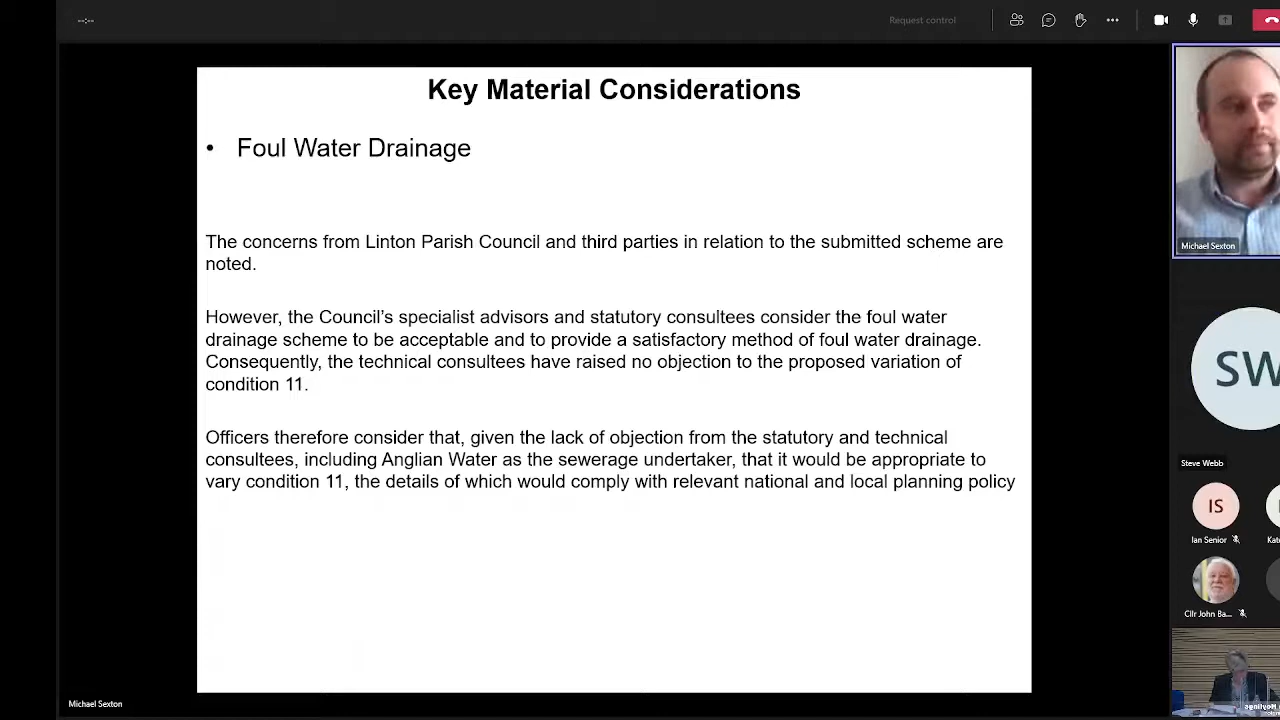 --:--
Request control
Key Material Considerations
• Foul Water Drainage
The concerns from Linton Parish Council and third parties in relation to the submitted scheme are
noted.
However, the Council’s specialist advisors and statutory consultees consider the foul water
drainage scheme to be acceptable and to provide a satisfactory method of foul water drainage.
Consequently, the technical consultees have raised no objection to the proposed variation of
condition 11.
Officers therefore consider that, given the lack of objection from the statutory and technical
consultees, including Anglian Water as the sewerage undertaker, that it would be appropriate to
vary condition 11, the details of which would comply with relevant national and local planning policy
Michael Sexton
Michael Sexton
SW
Steve Webb
IS
Ian Senior
Kat
Cllr John Ba...